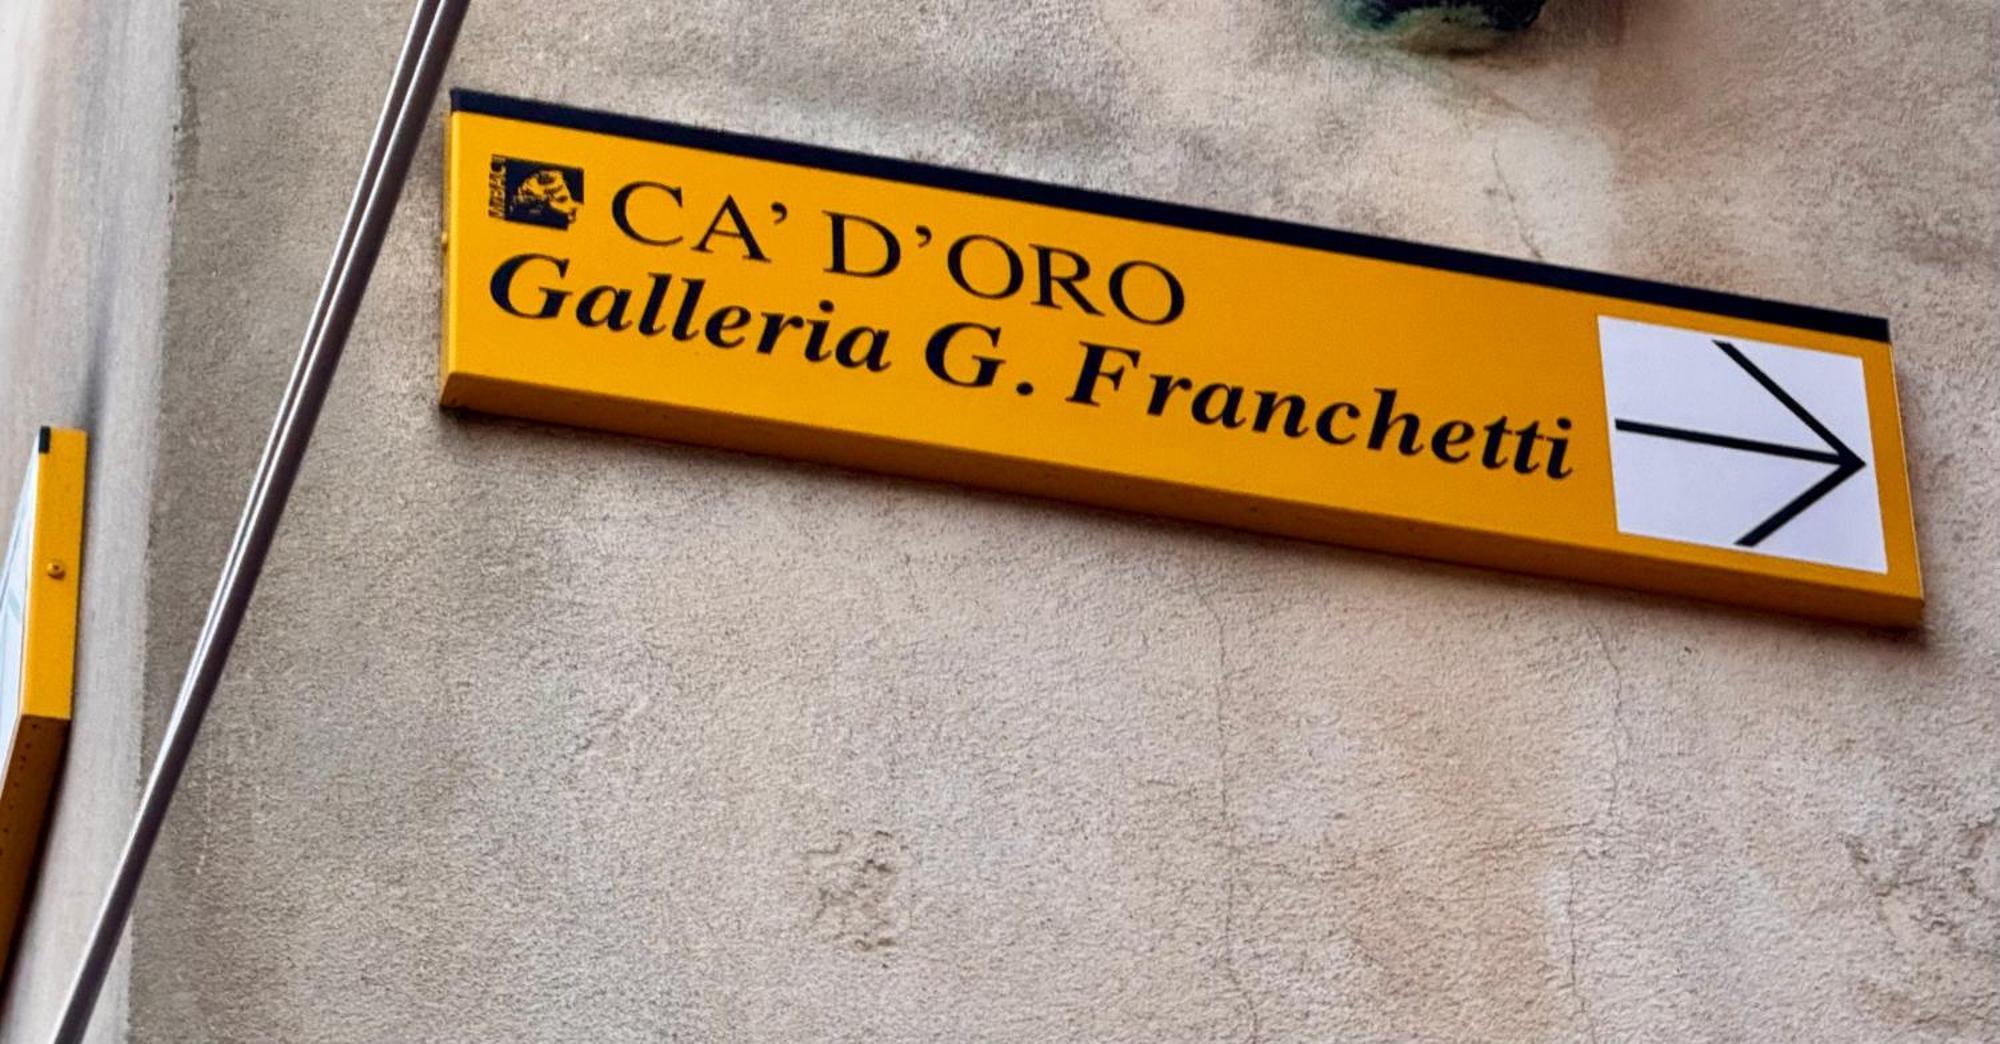 CA’ D’ORO
Galleria G. Franchetti